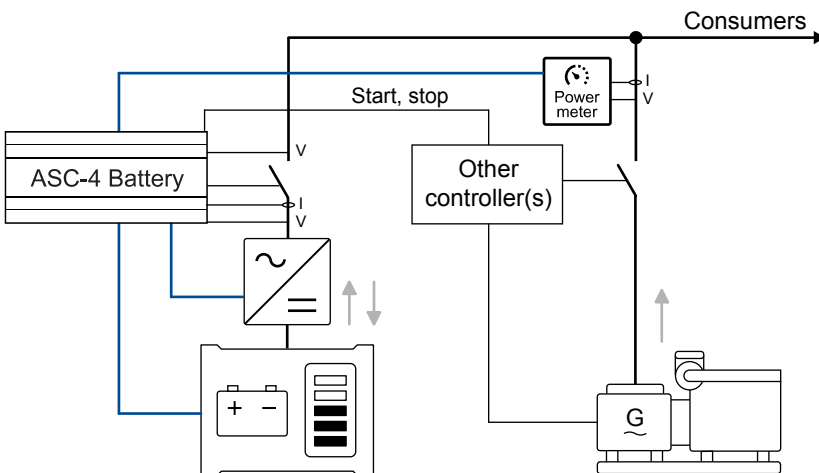 Consumers
I
V
Power
meter
Start, stop
V
ASC-4 Battery
I
V
Other
controller(s)
+ −
G